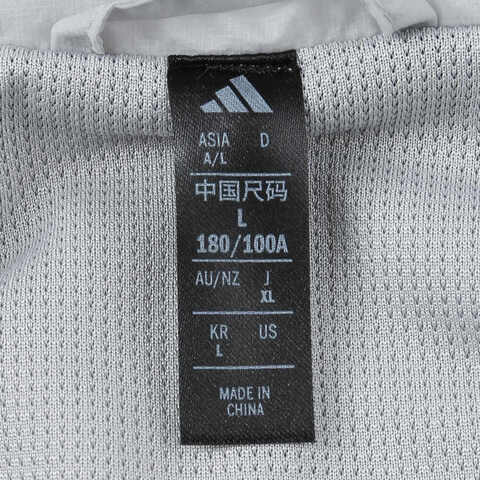 ASIA D
A/L
中国尺码
L
180/100A
AU/NZ J
XL
KR US
L
MADE IN
CHINA